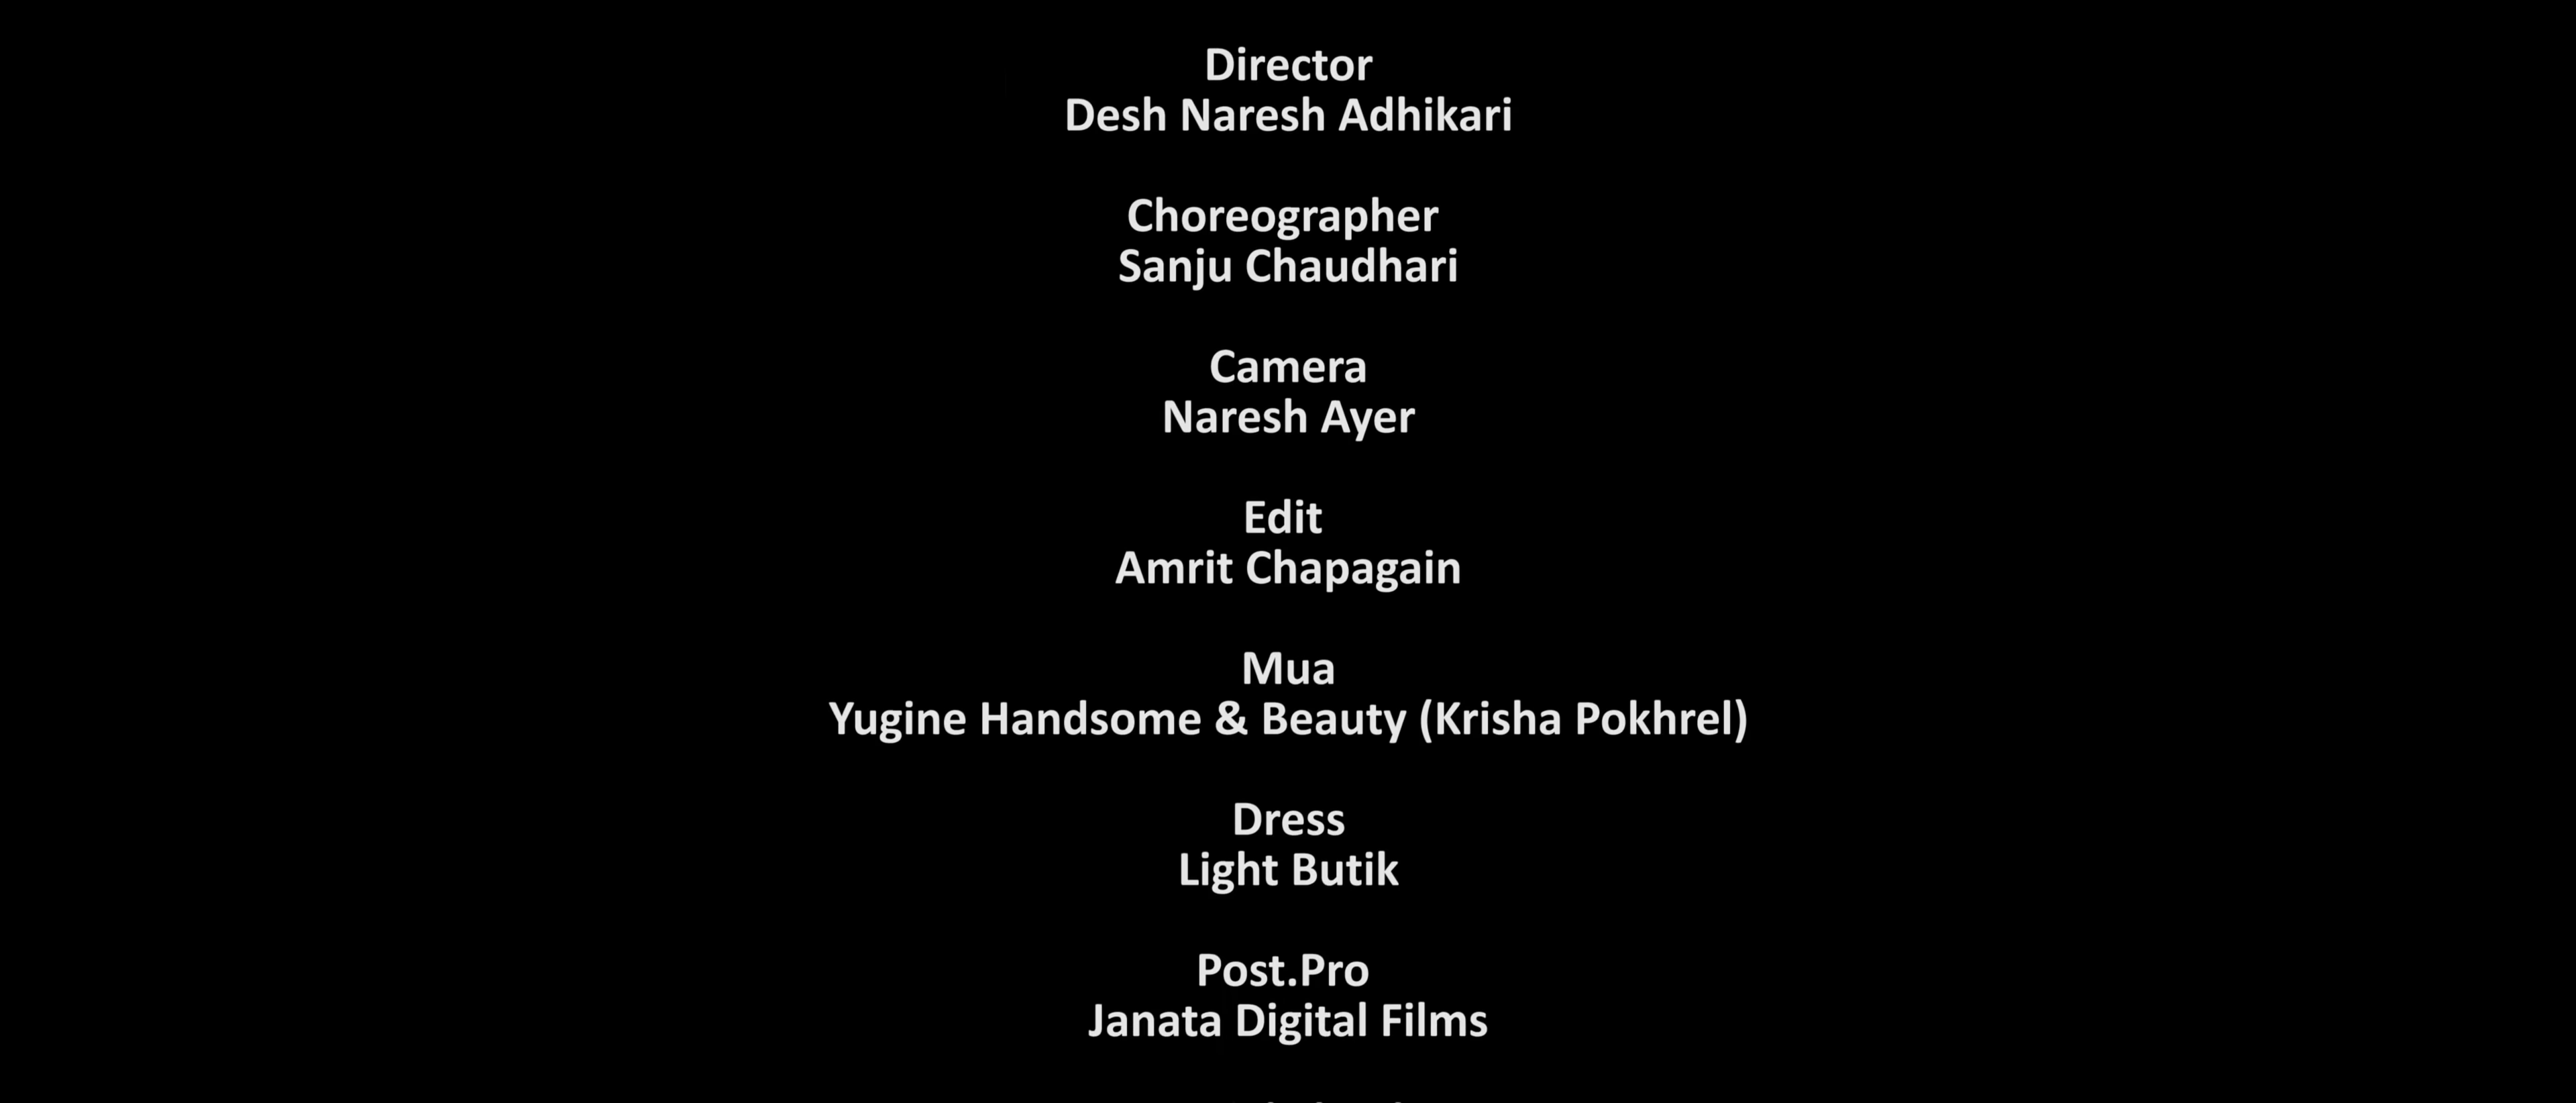 Director
Desh Naresh Adhikari
Choreographer
Sanju Chaudhari
Camera
Naresh Ayer
Edit
Amrit Chapagain
Mua
Yugine Handsome & Beauty (Krisha Pokhrel)
Dress
Light Butik
Post.Pro
Janata Digital Films